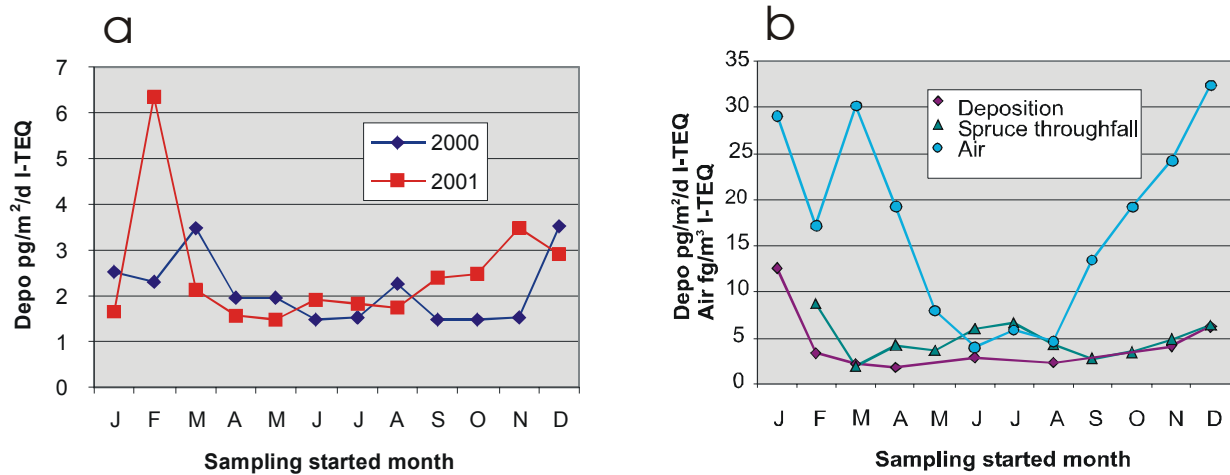 a
7
6
5
4
3
2
1
0
Depo pg/m²/d I-TEQ
2000
2001
J F M A M J J A S O N D
Sampling started month
b
35
30
25
20
15
10
5
0
Depo pg/m²/d I-TEQ
Air fg/m³ I-TEQ
Deposition
Spruce throughfall
Air
J F M A M J J A S O N D
Sampling started month